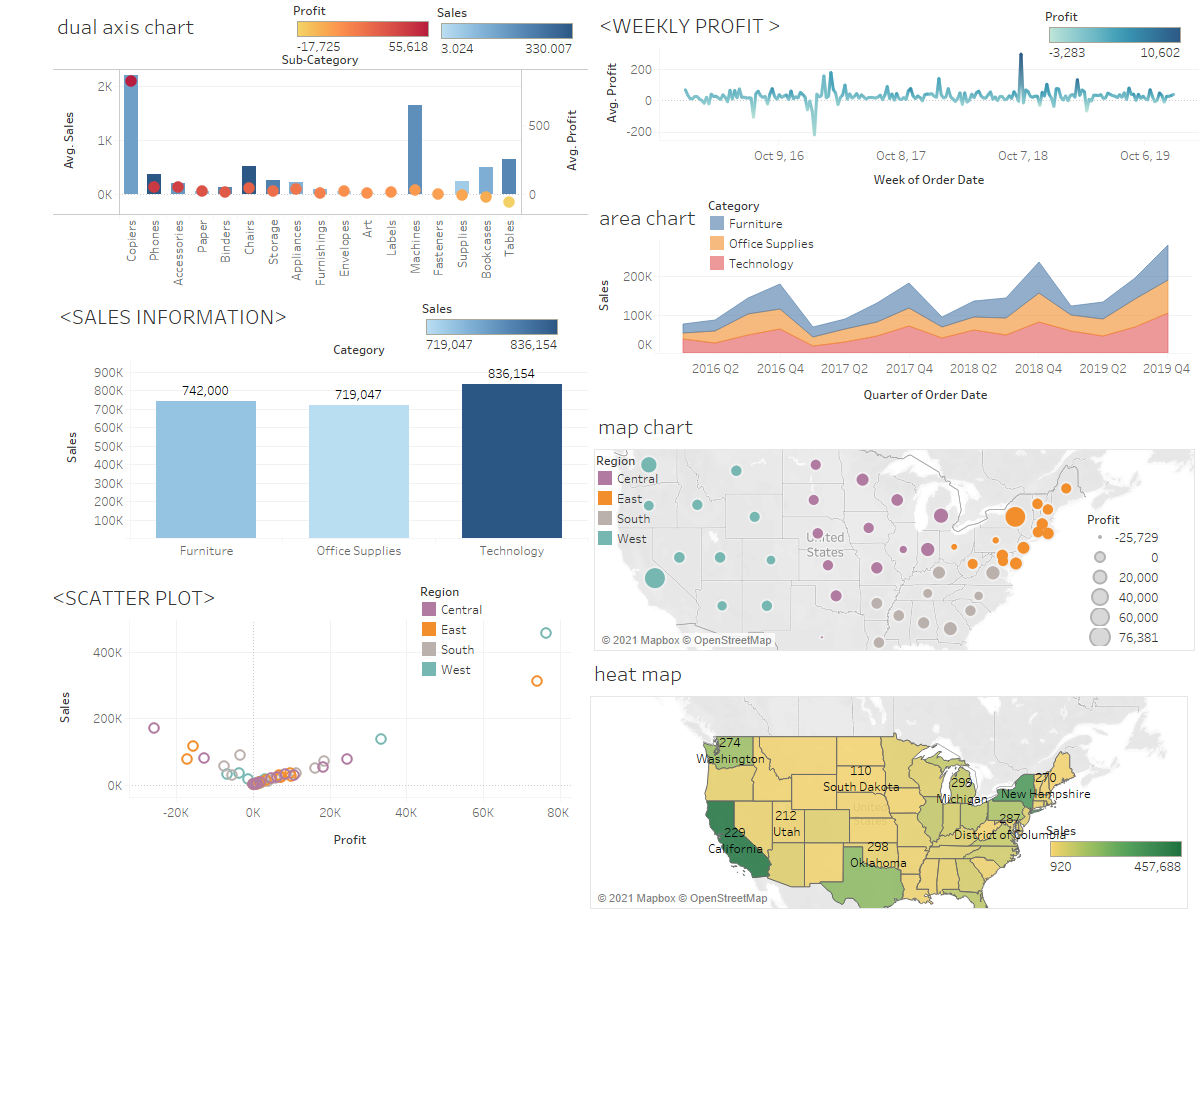 dual axis chart
Profit
-17,725 55,618
Sales
3.024 330.007
Sub-Category
Avg. Sales
2K
1K
0K
500
0
Avg. Profit
Copiers
Phones
Accessories
Paper
Binders
Chairs
Storage
Appliances
Furnishings
Envelopes
Art
Labels
Machines
Fasteners
Supplies
Bookcases
Tables
<SALES INFORMATION>
Sales
719,047 836,154
Category
Sales
900K
800K
700K
600K
500K
400K
300K
200K
100K
742,000
719,047
836,154
Furniture
Office Supplies
Technology
<SCATTER PLOT>
Region
Central
East
South
West
Sales
400K
200K
0K
-20K 0K 20K 40K 60K 80K
Profit
<WEEKLY PROFIT >
Profit
-3,283 10,602
Avg. Profit
200
0
-200
Oct 9, 16 Oct 8, 17 Oct 7, 18 Oct 6, 19
Week of Order Date
area chart
Category
Furniture
Office Supplies
Technology
Sales
200K
100K
0K
2016 Q2 2016 Q4 2017 Q2 2017 Q4 2018 Q2 2018 Q4 2019 Q2 2019 Q4
Quarter of Order Date
map chart
Region
Central
East
South
West
United
States
Profit
-25,729
0
20,000
40,000
60,000
76,381
© 2021 Mapbox © OpenStreetMap
heat map
274
Washington
110
South Dakota
United
States
299
Michigan
270
New Hampshire
212
Utah
229
California
298
Oklahoma
287
District of Columbia
Sales
920 457,688
© 2021 Mapbox © OpenStreetMap